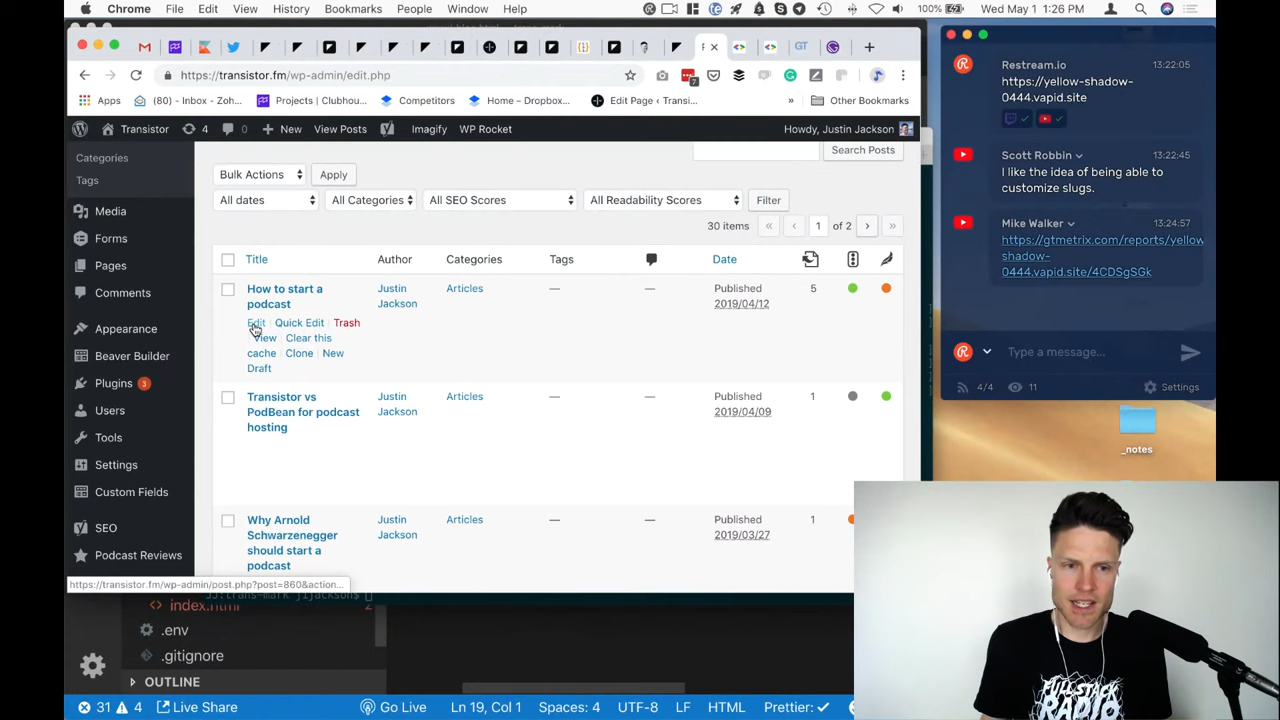 Chrome File Edit View History Bookmarks People Window Help
100% Wed May 1 1:26 PM
https://transistor.fm/wp-admin/edit.php
7
Apps (80) - Inbox - Zoh... Projects | Clubhou... Competitors Home – Dropbox... Edit Page ‹ Transi... » Other Bookmarks
Transistor 4 0 + New View Posts Imagify WP Rocket Howdy, Justin Jackson
Categories
Tags
Media
Forms
Pages
Comments
Appearance
Beaver Builder
Plugins 3
Users
Tools
Settings
Custom Fields
SEO
Podcast Reviews
Search Posts
Bulk Actions Apply
All dates All Categories All SEO Scores All Readability Scores Filter
30 items « ‹ 1 of 2 › »
Title Author Categories Tags Date
How to start a
podcast
Justin
Jackson
Articles
—
—
Published
2019/04/12
5
Edit | Quick Edit | Trash
View | Clear this
cache | Clone | New
Draft
Transistor vs
PodBean for podcast
hosting
Justin
Jackson
Articles
—
—
Published
2019/04/09
1
Why Arnold
Schwarzenegger
should start a
podcast
Justin
Jackson
Articles
—
—
Published
2019/03/27
1
https://transistor.fm/wp-admin/post.php?post=860&action...
Restream.io 13:22:05
https://yellow-shadow-
0444.vapid.site
Scott Robbin 13:22:45
I like the idea of being able to
customize slugs.
Mike Walker 13:24:57
https://gtmetrix.com/reports/yellow
shadow-
0444.vapid.site/4CDSgSGk
Type a message...
4/4 11 Settings
_notes
JJ:trans-mark jijackson$
index.html 2
.env
.gitignore
OUTLINE
31 4 Live Share Go Live Ln 19, Col 1 Spaces: 4 UTF-8 LF HTML Prettier: ✓
FULL STACK
RADIO